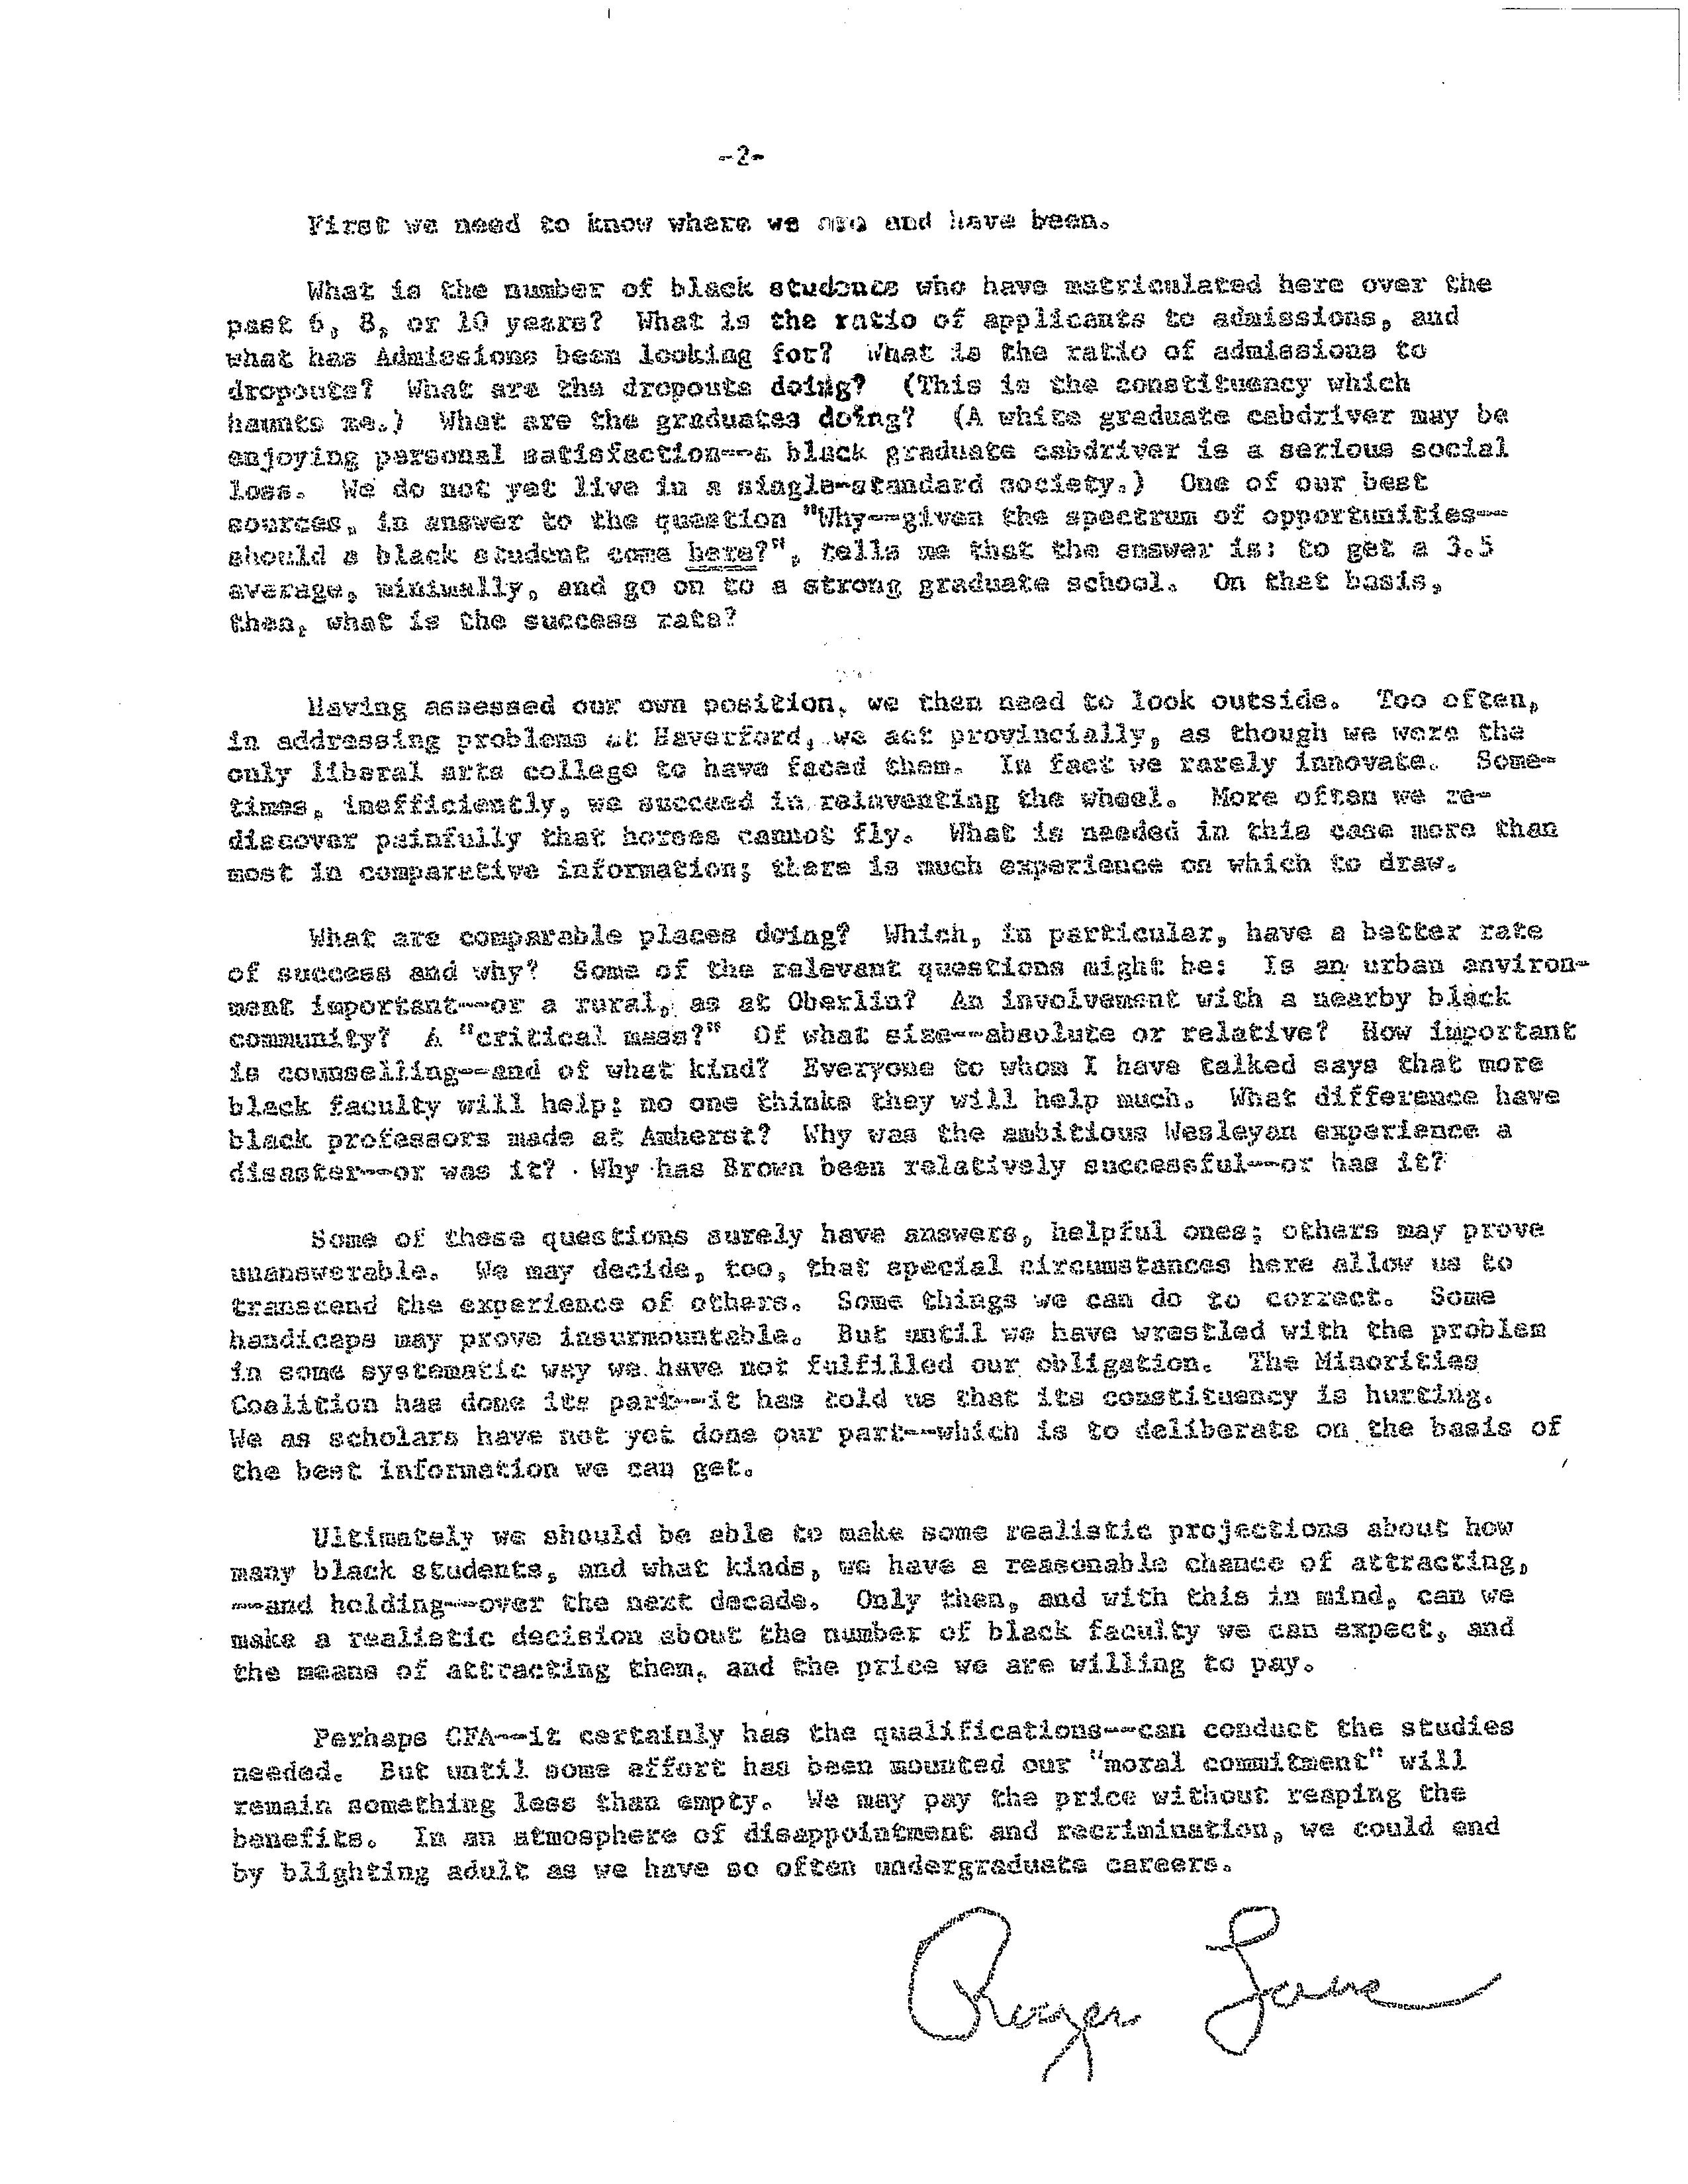 -2-
First we need to know where we are and have been.
What is the number of black students who have matriculated here over the
past 6, 8, or 10 years? What is the ratio of applicants to admissions, and
what has Admissions been looking for? What is the ratio of admissions to
dropouts? What are the dropouts doing? (This is the constituency which
haunts me.) What are the graduates doing? (A white graduate cabdriver may be
enjoying personal satisfaction--a black graduate cabdriver is a serious social
loss. We do not yet live in a single-standard society.) One of our best
sources, in answer to the question "Why--given the spectrum of opportunities--
should a black student come here?", tells me that the answer is: to get a 3.5
average, minimally, and go on to a strong graduate school. On that basis,
then, what is the success rate?
Having assessed our own position, we then need to look outside. Too often,
in addressing problems at Haverford, we act provincially, as though we were the
only liberal arts college to have faced them. In fact we rarely innovate. Some-
times, inefficiently, we succeed in reinventing the wheel. More often we re-
discover painfully that horses cannot fly. What is needed in this case more than
most is comparative information; there is much experience on which to draw.
What are comparable places doing? Which, in particular, have a better rate
of success and why? Some of the relevant questions might be: Is an urban environ-
ment important--or a rural, as at Oberlin? An involvement with a nearby black
community? A "critical mass?" Of what size--absolute or relative? How important
is counselling--and of what kind? Everyone to whom I have talked says that more
black faculty will help; no one thinks they will help much. What difference have
black professors made at Amherst? Why was the ambitious Wesleyan experience a
disaster--or was it? Why has Brown been relatively successful--or has it?
Some of these questions surely have answers, helpful ones; others may prove
unanswerable. We may decide, too, that special circumstances here allow us to
transcend the experience of others. Some things we can do to correct. Some
handicaps may prove insurmountable. But until we have wrestled with the problem
in some systematic way we have not fulfilled our obligation. The Minorities
Coalition has done its part--it has told us that its constituency is hurting.
We as scholars have not yet done our part--which is to deliberate on the basis of
the best information we can get.
Ultimately we should be able to make some realistic projections about how
many black students, and what kinds, we have a reasonable chance of attracting,
--and holding--over the next decade. Only then, and with this in mind, can we
make a realistic decision about the number of black faculty we can expect, and
the means of attracting them, and the price we are willing to pay.
Perhaps CFA--it certainly has the qualifications--can conduct the studies
needed. But until some effort has been mounted our "moral commitment" will
remain something less than empty. We may pay the price without reaping the
benefits. In an atmosphere of disappointment and recrimination, we could end
by blighting adult as we have so often undergraduate careers.
Roger Lane